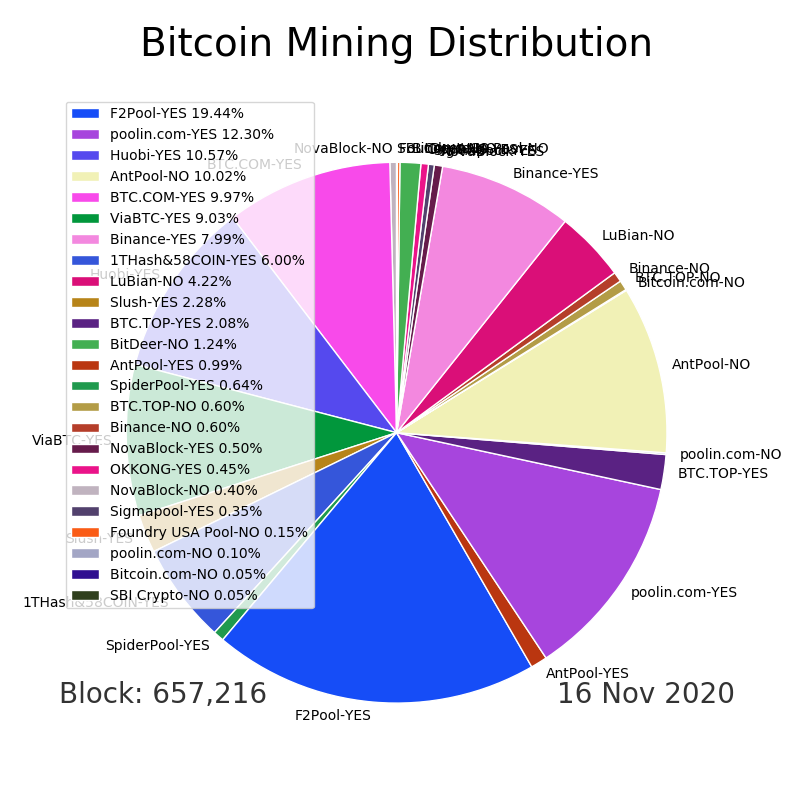 Bitcoin Mining Distribution
F2Pool-YES 19.44%
poolin.com-YES 12.30%
Huobi-YES 10.57%
AntPool-NO 10.02%
BTC.COM-YES 9.97%
ViaBTC-YES 9.03%
Binance-YES 7.99%
1THash&58COIN-YES 6.00%
LuBian-NO 4.22%
Slush-YES 2.28%
BTC.TOP-YES 2.08%
BitDeer-NO 1.24%
AntPool-YES 0.99%
SpiderPool-YES 0.64%
BTC.TOP-NO 0.60%
Binance-NO 0.60%
NovaBlock-YES 0.50%
OKKONG-YES 0.45%
NovaBlock-NO 0.40%
Sigmapool-YES 0.35%
Foundry USA Pool-NO 0.15%
poolin.com-NO 0.10%
Bitcoin.com-NO 0.05%
SBI Crypto-NO 0.05%
NovaBlock-NO
BTC.COM-YES
Huobi-YES
ViaBTC-YES
Slush-YES
1THash&58COIN-YES
SpiderPool-YES
F2Pool-YES
AntPool-YES
poolin.com-YES
BTC.TOP-YES
poolin.com-NO
AntPool-NO
Bitcoin.com-NO
BTC.TOP-NO
Binance-NO
LuBian-NO
Binance-YES
Block: 657,216
16 Nov 2020